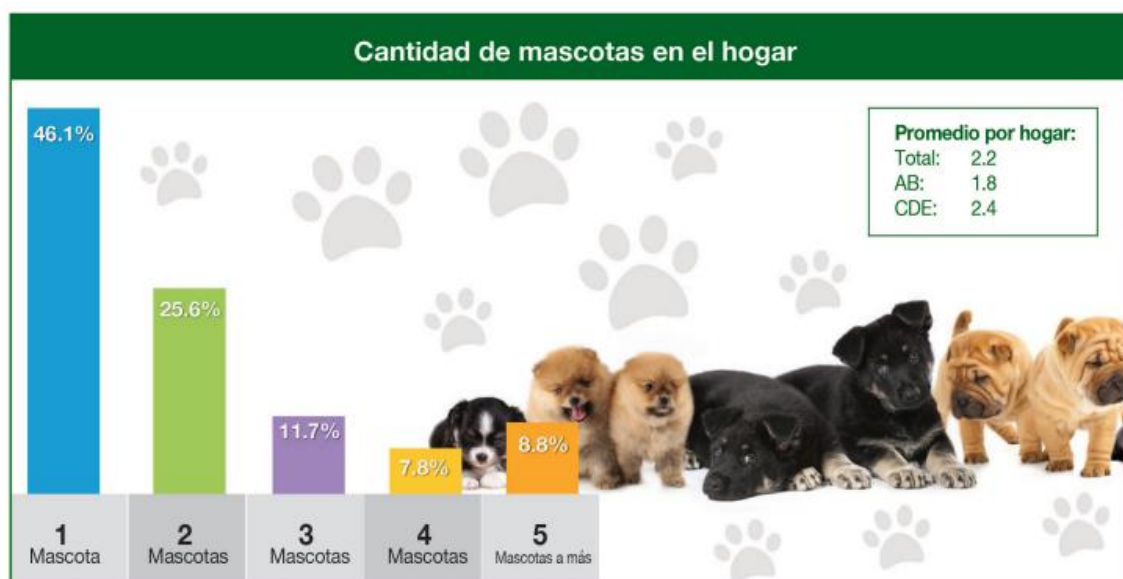 Cantidad de mascotas en el hogar
46.1%
25.6%
11.7%
7.8%
8.8%
Promedio por hogar:
Total: 2.2
AB: 1.8
CDE: 2.4
1
Mascota
2
Mascotas
3
Mascotas
4
Mascotas
5
Mascotas a más